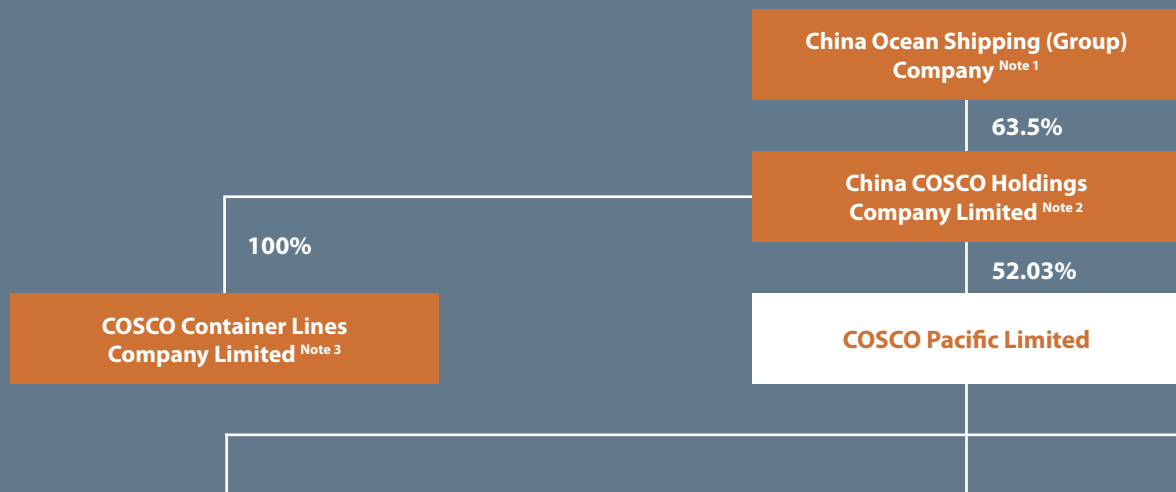 China Ocean Shipping (Group)
Company Note 1
63.5%
China COSCO Holdings
Company Limited Note 2
100%
52.03%
COSCO Container Lines
Company Limited Note 3
COSCO Pacific Limited